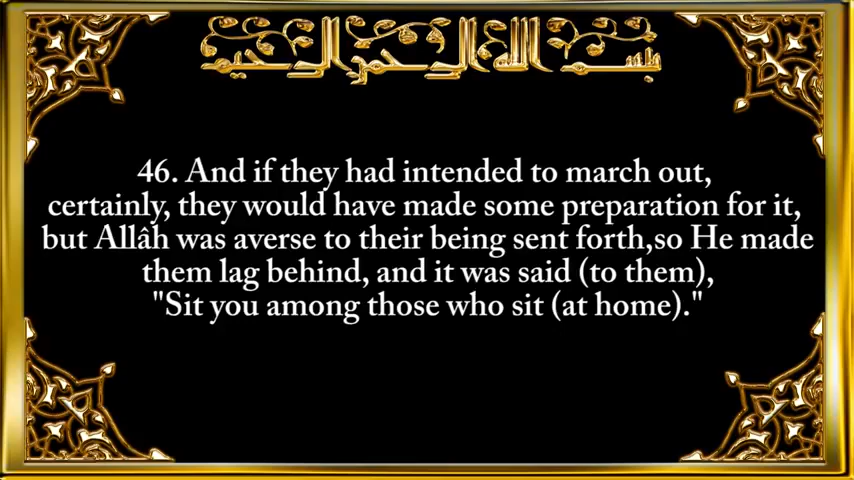 بسم الله الرحمن الرحيم
46. And if they had intended to march out,
certainly, they would have made some preparation for it,
but Allâh was averse to their being sent forth,so He made
them lag behind, and it was said (to them),
"Sit you among those who sit (at home)."